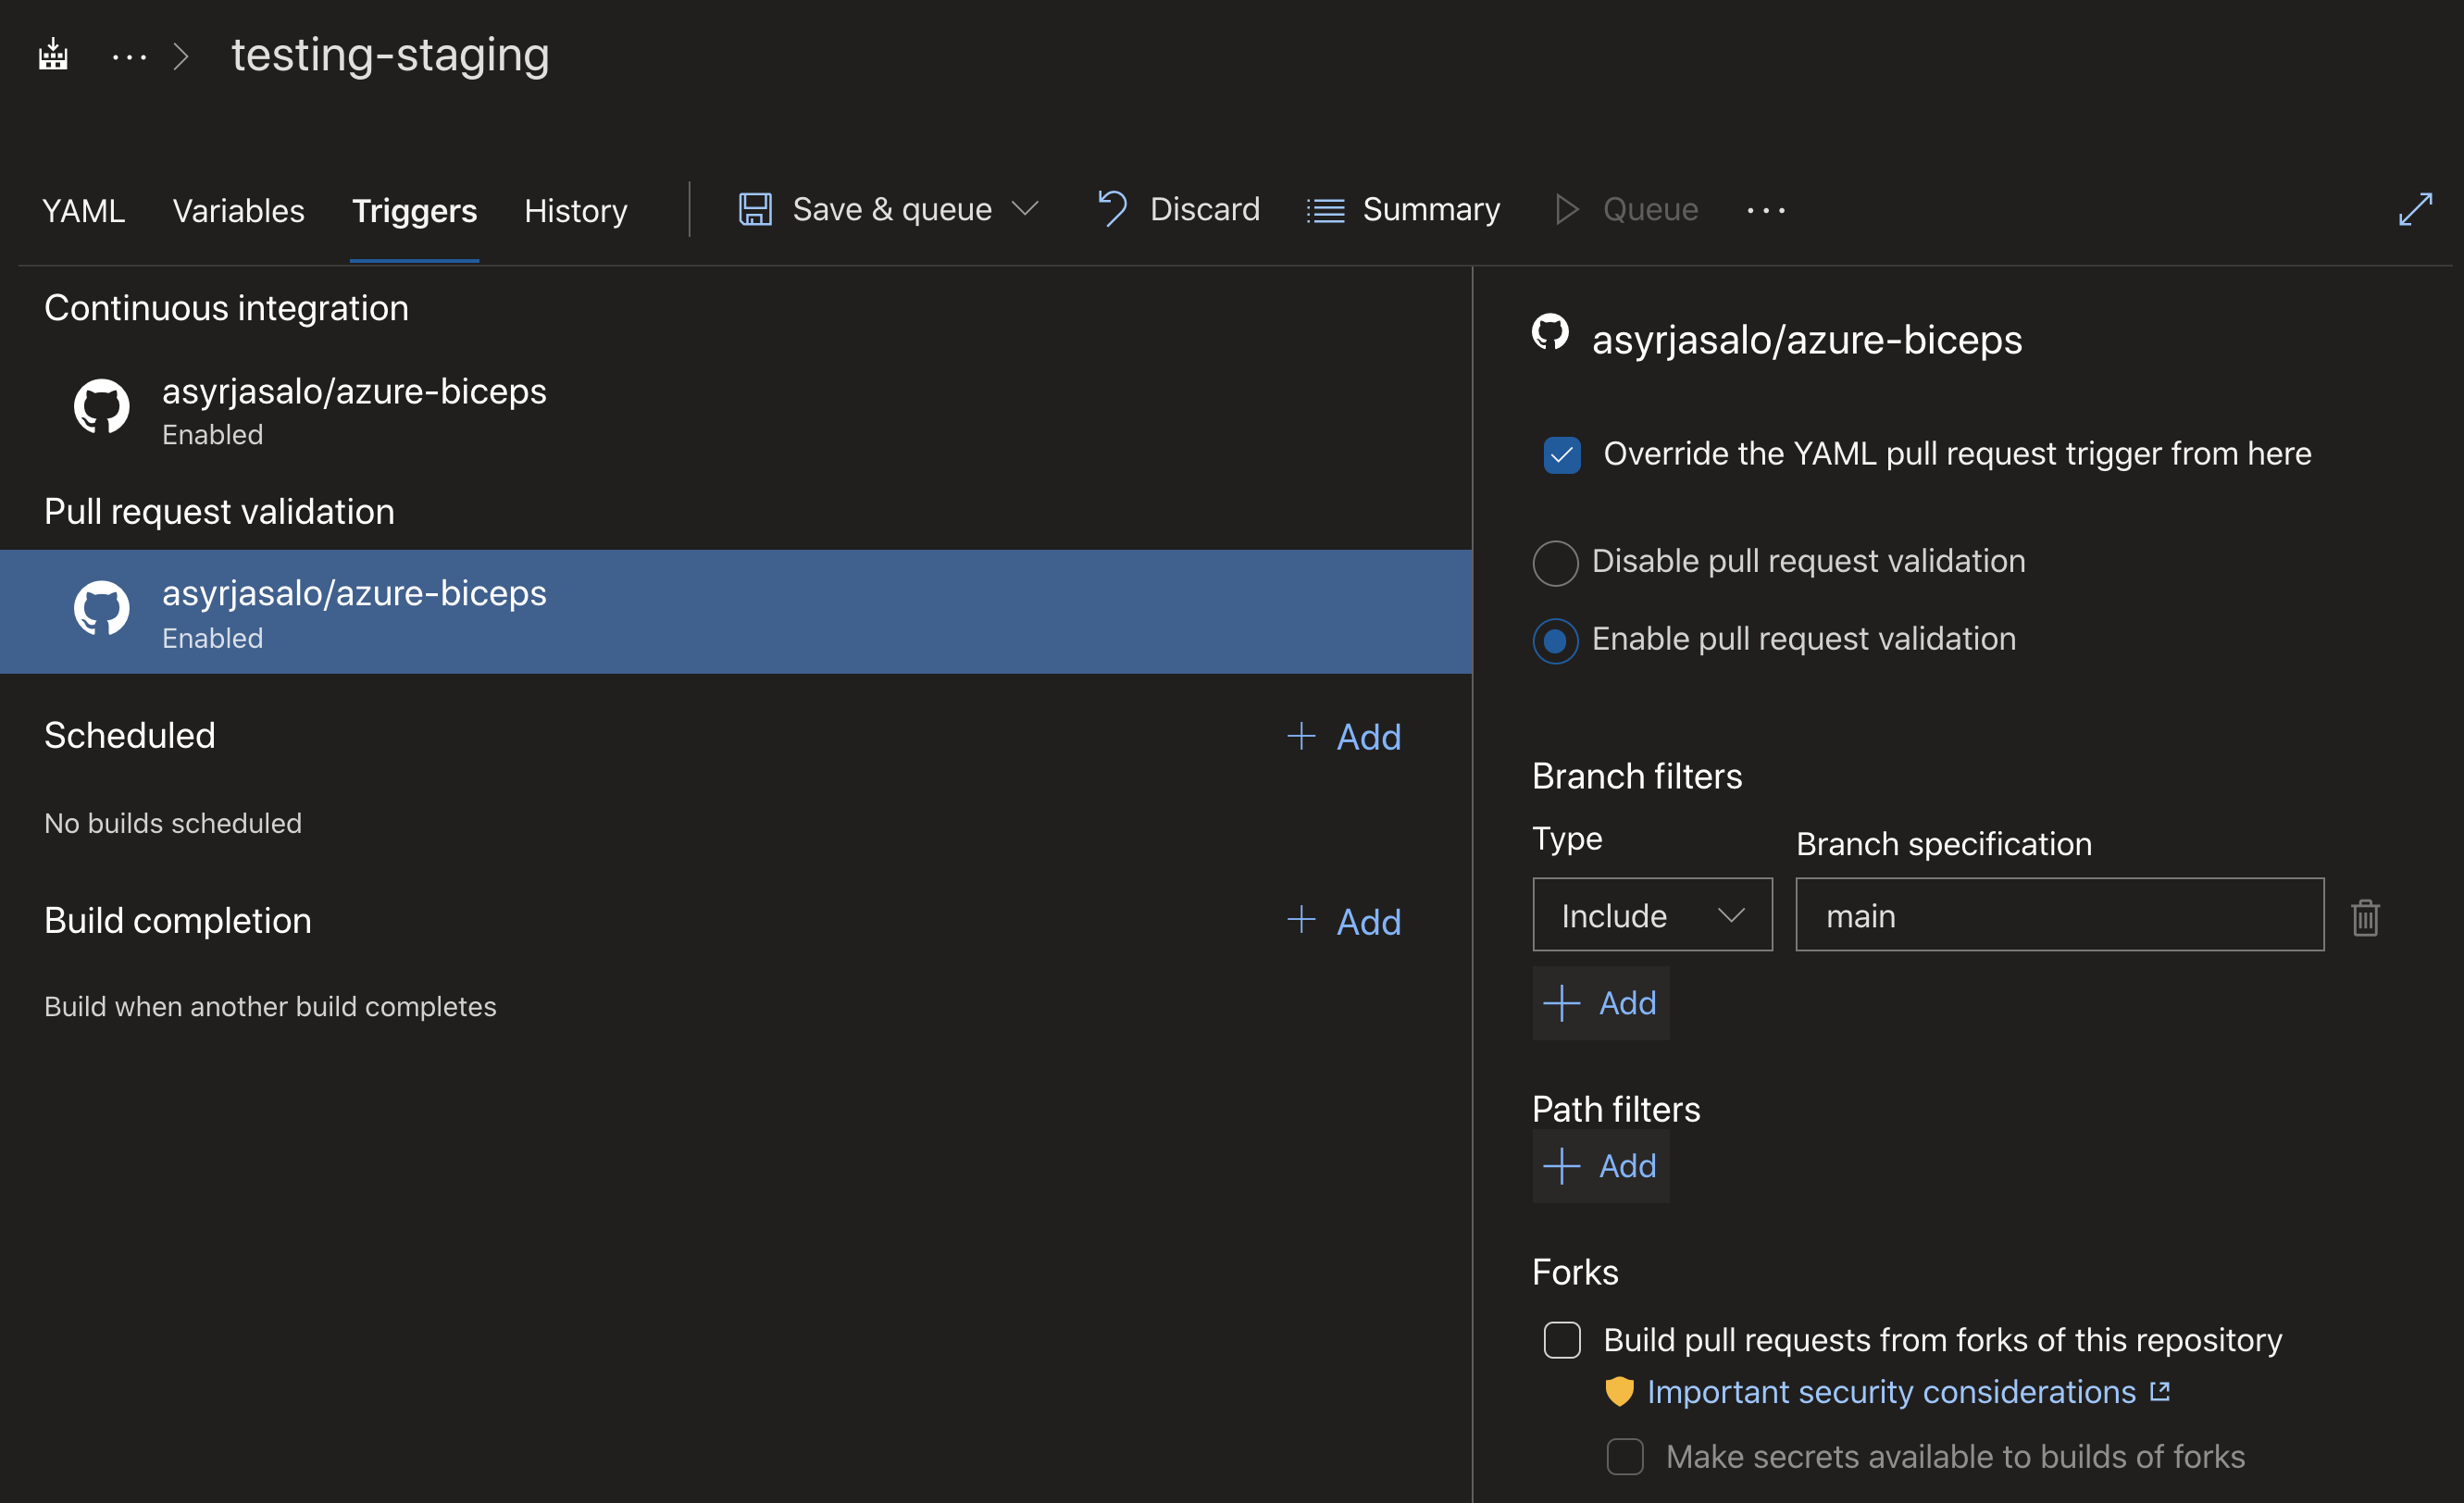 ··· > testing-staging
YAML Variables Triggers History Save & queue Discard Summary Queue ···
Continuous integration
asyrjasalo/azure-biceps
Enabled
Pull request validation
asyrjasalo/azure-biceps
Enabled
Scheduled
+ Add
No builds scheduled
Build completion
+ Add
Build when another build completes
asyrjasalo/azure-biceps
Override the YAML pull request trigger from here
Disable pull request validation
Enable pull request validation
Branch filters
Type Branch specification
Include main
+ Add
Path filters
+ Add
Forks
Build pull requests from forks of this repository
Important security considerations
Make secrets available to builds of forks